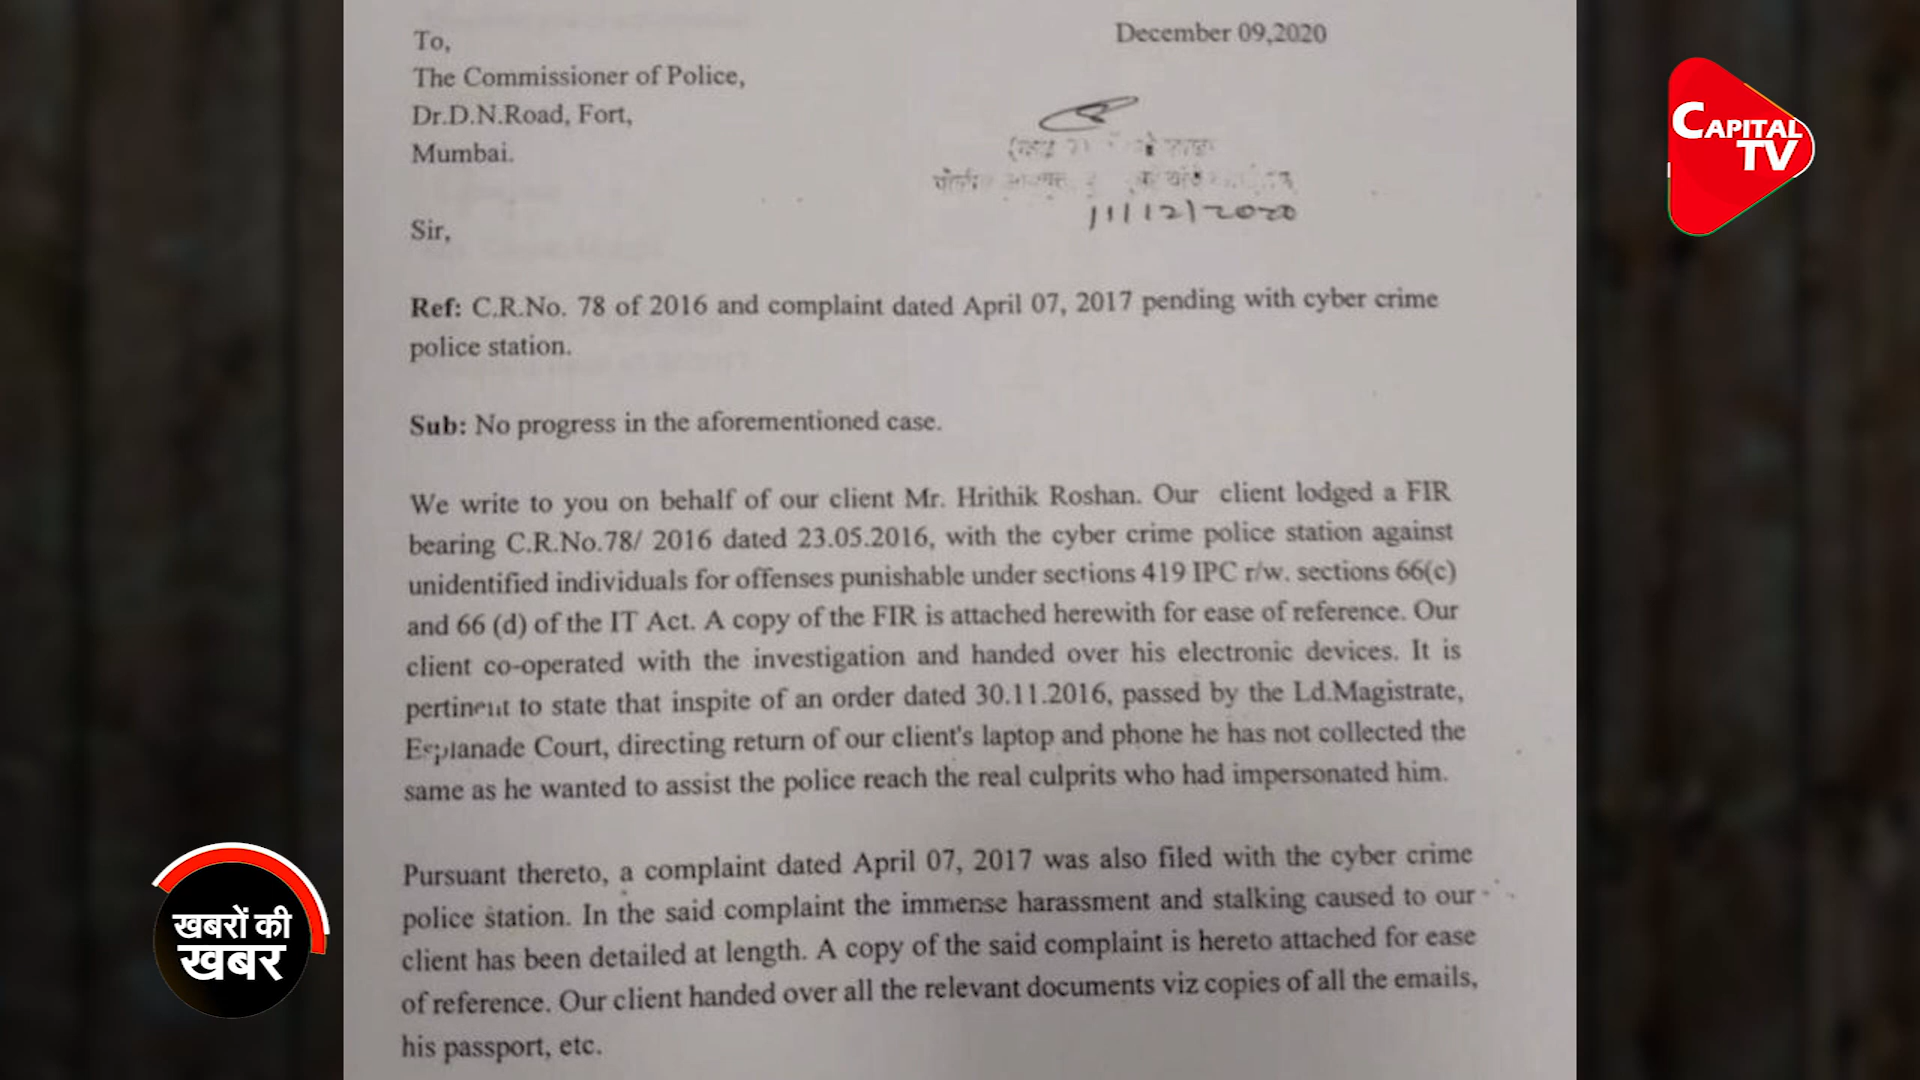 December 09,2020
To,
The Commissioner of Police,
Dr.D.N.Road, Fort,
Mumbai.
11/12/2020
Sir,
Ref: C.R.No. 78 of 2016 and complaint dated April 07, 2017 pending with cyber crime
police station.
Sub: No progress in the aforementioned case.
We write to you on behalf of our client Mr. Hrithik Roshan. Our client lodged a FIR
bearing C.R.No.78/ 2016 dated 23.05.2016, with the cyber crime police station against
unidentified individuals for offenses punishable under sections 419 IPC r/w. sections 66(c)
and 66 (d) of the IT Act. A copy of the FIR is attached herewith for ease of reference. Our
client co-operated with the investigation and handed over his electronic devices. It is
pertinent to state that inspite of an order dated 30.11.2016, passed by the Ld.Magistrate,
Esplanade Court, directing return of our client's laptop and phone he has not collected the
same as he wanted to assist the police reach the real culprits who had impersonated him.
Pursuant thereto, a complaint dated April 07, 2017 was also filed with the cyber crime
police station. In the said complaint the immense harassment and stalking caused to our
client has been detailed at length. A copy of the said complaint is hereto attached for ease
of reference. Our client handed over all the relevant documents viz copies of all the emails,
his passport, etc.
CAPITAL
TV
खबरों की
खबर